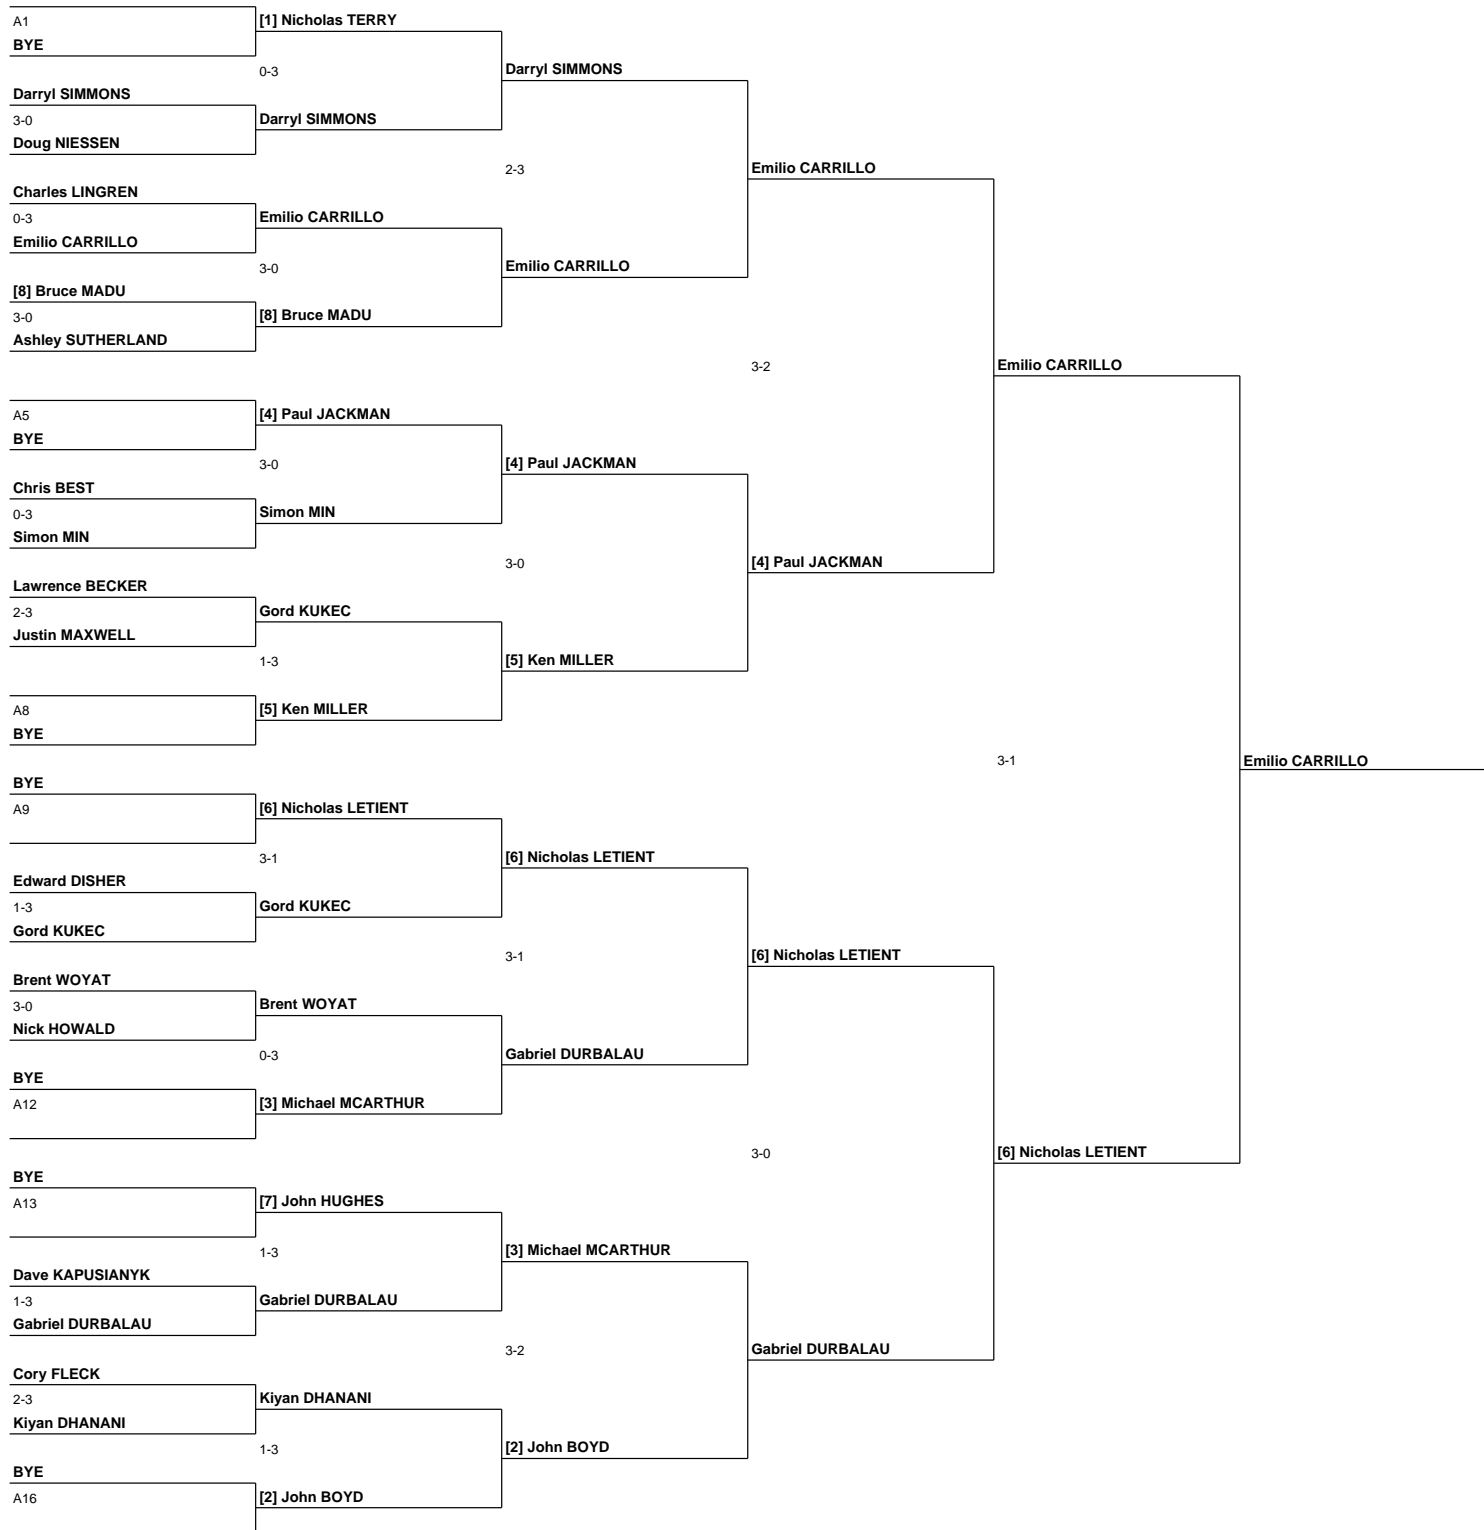 A1
BYE
[1] Nicholas TERRY
0-3
Darryl SIMMONS
Darryl SIMMONS
3-0
Doug NIESSEN
Darryl SIMMONS
2-3
Emilio CARRILLO
Charles LINGREN
0-3
Emilio CARRILLO
Emilio CARRILLO
3-0
Emilio CARRILLO
[8] Bruce MADU
3-0
Ashley SUTHERLAND
[8] Bruce MADU
3-2
Emilio CARRILLO
A5
BYE
[4] Paul JACKMAN
3-0
[4] Paul JACKMAN
Chris BEST
0-3
Simon MIN
Simon MIN
3-0
[4] Paul JACKMAN
Lawrence BECKER
2-3
Justin MAXWELL
Gord KUKEC
1-3
[5] Ken MILLER
A8
BYE
[5] Ken MILLER
3-1
Emilio CARRILLO
BYE
A9
[6] Nicholas LETIENT
3-1
[6] Nicholas LETIENT
Edward DISHER
1-3
Gord KUKEC
Gord KUKEC
3-1
[6] Nicholas LETIENT
Brent WOYAT
3-0
Nick HOWALD
Brent WOYAT
0-3
Gabriel DURBALAU
BYE
A12
[3] Michael MCARTHUR
3-0
[6] Nicholas LETIENT
BYE
A13
[7] John HUGHES
1-3
[3] Michael MCARTHUR
Dave KAPUSIANYK
1-3
Gabriel DURBALAU
Gabriel DURBALAU
3-2
Gabriel DURBALAU
Cory FLECK
2-3
Kiyan DHANANI
Kiyan DHANANI
1-3
[2] John BOYD
BYE
A16
[2] John BOYD